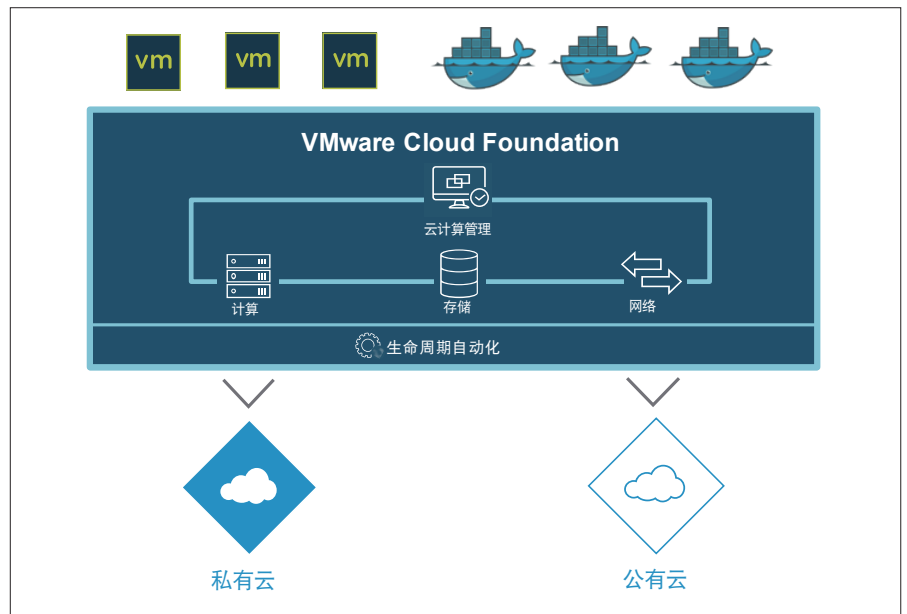 vm vm vm
VMware Cloud Foundation
云计算管理
计算 存储 网络
生命周期自动化
私有云 公有云